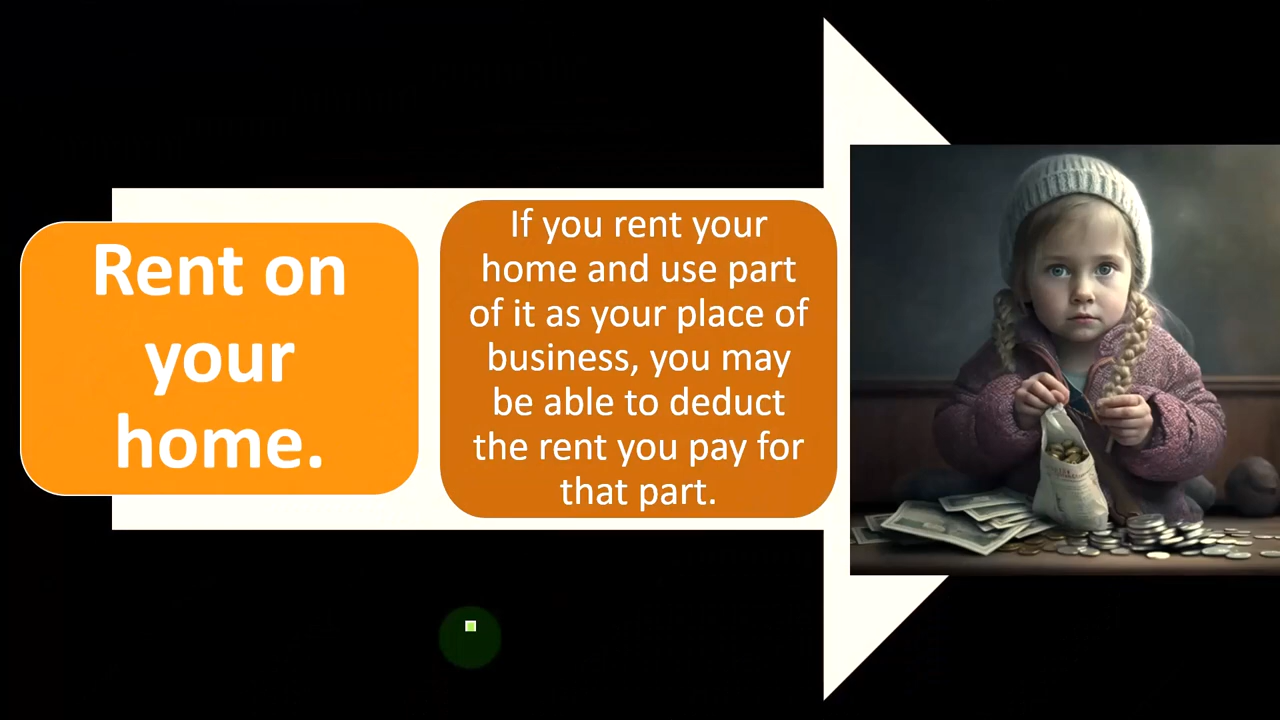 Rent on
your
home.
If you rent your
home and use part
of it as your place of
business, you may
be able to deduct
the rent you pay for
that part.